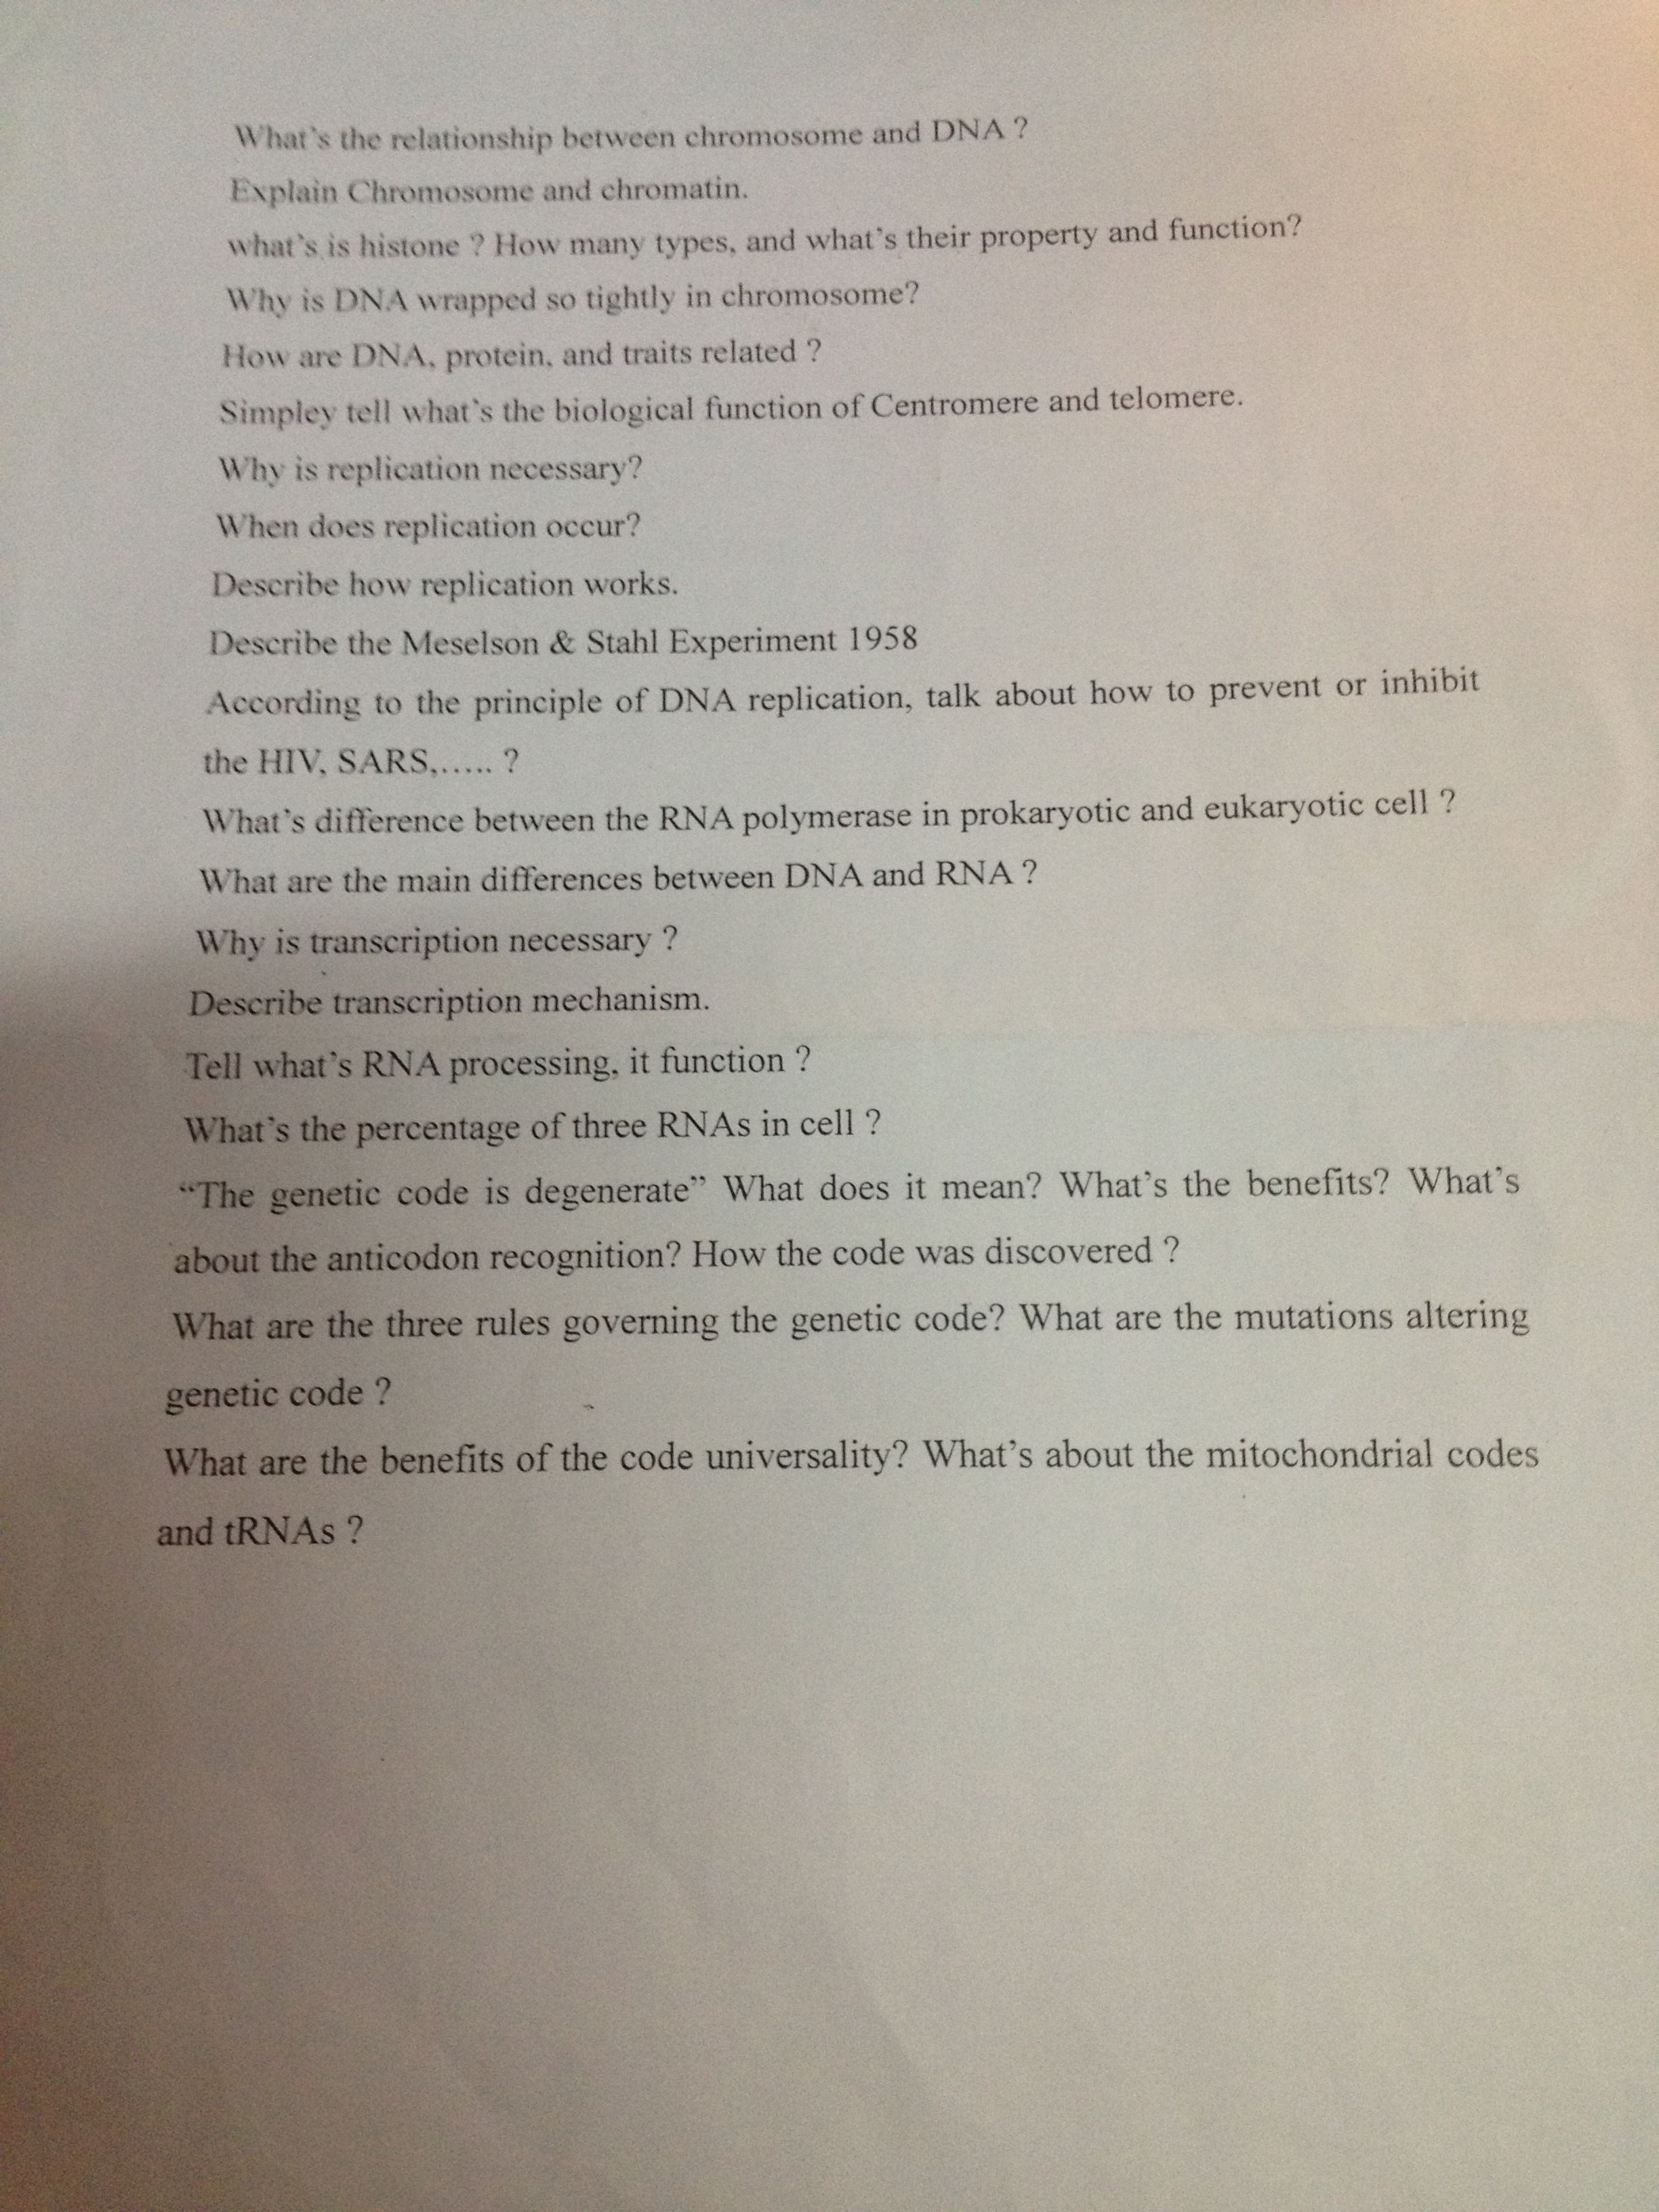 What's the relationship between chromosome and DNA ?
Explain Chromosome and chromatin.
what's is histone ? How many types, and what's their property and function?
Why is DNA wrapped so tightly in chromosome?
How are DNA, protein, and traits related ?
Simpley tell what's the biological function of Centromere and telomere.
Why is replication necessary?
When does replication occur?
Describe how replication works.
Describe the Meselson & Stahl Experiment 1958
According to the principle of DNA replication, talk about how to prevent or inhibit
the HIV, SARS,…… ?
What's difference between the RNA polymerase in prokaryotic and eukaryotic cell ?
What are the main differences between DNA and RNA ?
Why is transcription necessary ?
Describe transcription mechanism.
Tell what's RNA processing, it function ?
What's the percentage of three RNAs in cell ?
“The genetic code is degenerate” What does it mean? What's the benefits? What's
about the anticodon recognition? How the code was discovered ?
What are the three rules governing the genetic code? What are the mutations altering
genetic code ?
What are the benefits of the code universality? What's about the mitochondrial codes
and tRNAs ?